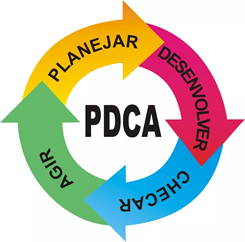 PLANEJAR
DESENVOLVER
PDCA
CHECAR
AGIR